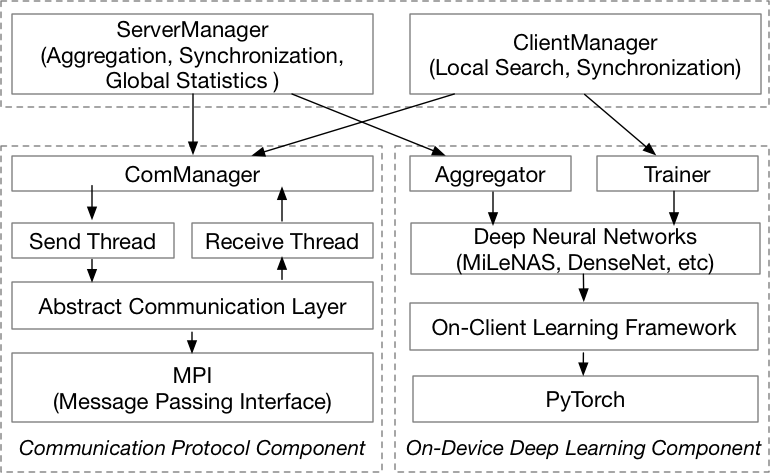 ServerManager
(Aggregation, Synchronization,
Global Statistics )
ClientManager
(Local Search, Synchronization)
ComManager
Send Thread
Receive Thread
Abstract Communication Layer
MPI
(Message Passing Interface)
Communication Protocol Component
Aggregator
Trainer
Deep Neural Networks
(MiLeNAS, DenseNet, etc)
On-Client Learning Framework
PyTorch
On-Device Deep Learning Component